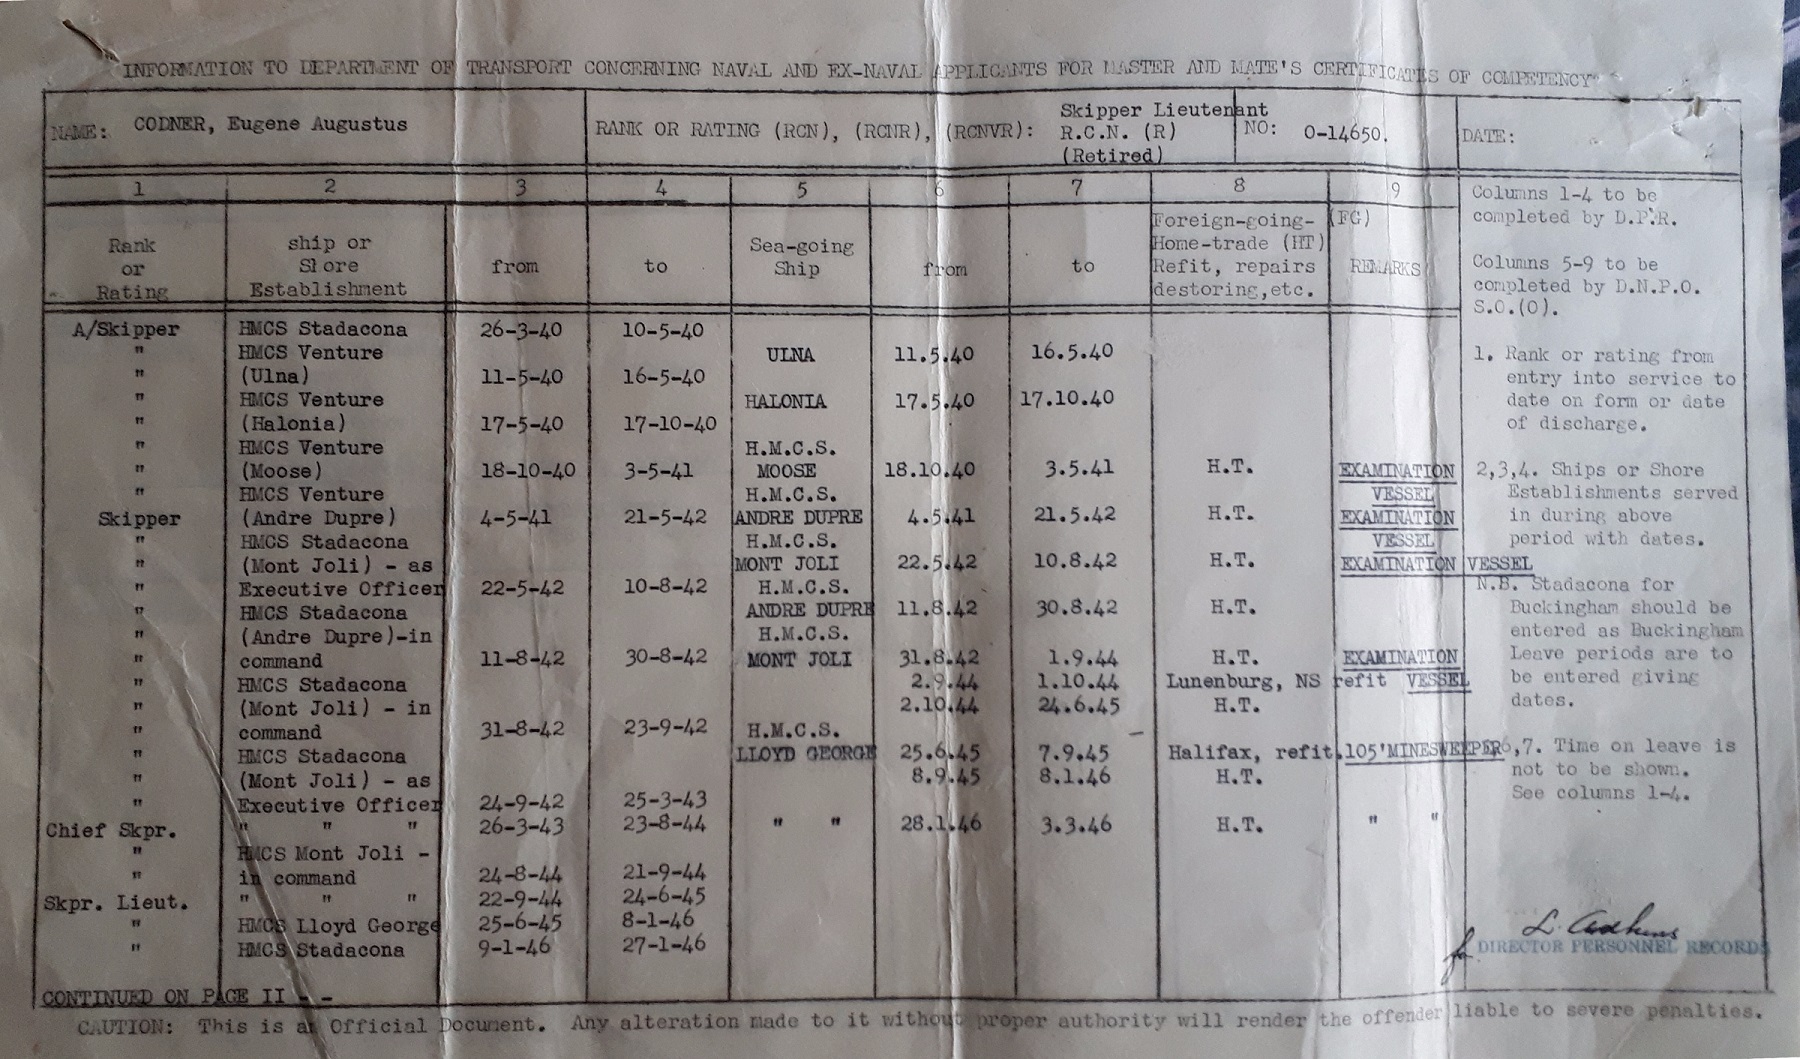 "INFORMATION TO DEPARTMENT OF TRANSPORT CONCERNING NAVAL AND EX-NAVAL APPLICANTS FOR MASTER AND MATE'S CERTIFICATES OF COMPETENCY"
NAME: CODNER, Eugene Augustus
RANK OR RATING (RCN), (RCNR), (RCNVR): Skipper Lieutenant
R.C.N. (R)
(Retired)
NO: O-14650.
DATE:
1 2 3 4 5 6 7 8 9
Rank
or
Rating
ship or
Shore
Establishment
from
to
Sea-going
Ship
from
to
Foreign-going- (FG)
Home-trade (HT)
Refit, repairs
destoring,etc.
REMARKS
A/Skipper HMCS Stadacona 26-3-40 10-5-40
" HMCS Venture ULNA 11.5.40 16.5.40
" (Ulna) 11-5-40 16-5-40
" HMCS Venture HALONIA 17.5.40 17.10.40
" (Halonia) 17-5-40 17-10-40
" HMCS Venture H.M.C.S.
" (Moose) 18-10-40 3-5-41 MOOSE 18.10.40 3.5.41 H.T. EXAMINATION
" HMCS Venture H.M.C.S. VESSEL
Skipper (Andre Dupre) 4-5-41 21-5-42 ANDRE DUPRE 4.5.41 21.5.42 H.T. EXAMINATION
" HMCS Stadacona H.M.C.S. VESSEL
" (Mont Joli) - as MONT JOLI 22.5.42 10.8.42 H.T. EXAMINATION VESSEL
" Executive Officer 22-5-42 10-8-42 H.M.C.S.
" HMCS Stadacona ANDRE DUPRE 11.8.42 30.8.42 H.T.
" (Andre Dupre)-in H.M.C.S.
" command 11-8-42 30-8-42 MONT JOLI 31.8.42 1.9.44 H.T. EXAMINATION
" HMCS Stadacona 2.9.44 1.10.44 Lunenburg, NS refit VESSEL
" (Mont Joli) - in 2.10.44 24.6.45 H.T.
" command 31-8-42 23-9-42 H.M.C.S.
" HMCS Stadacona LLOYD GEORGE 25.6.45 7.9.45 Halifax, refit.105'MINESWEEPER
" (Mont Joli) - as 8.9.45 8.1.46 H.T.
" Executive Officer 24-9-42 25-3-43
Chief Skpr. " " " 26-3-43 23-8-44 " " 28.1.46 3.3.46 H.T. " "
" HMCS Mont Joli -
" in command 24-8-44 21-9-44
Skpr. Lieut. " " " 22-9-44 24-6-45
" HMCS Lloyd George 25-6-45 8-1-46
" HMCS Stadacona 9-1-46 27-1-46
CONTINUED ON PAGE II - -
Columns 1-4 to be
completed by D.P.R.
Columns 5-9 to be
completed by D.N.P.O.
S.O.(O).
1. Rank or rating from
entry into service to
date on form or date
of discharge.
2,3,4. Ships or Shore
Establishments served
in during above
period with dates.
N.B. Stadacona for
Buckingham should be
entered as Buckingham
Leave periods are to
be entered giving
dates.
6,7. Time on leave is
not to be shown.
See columns 1-4.
for DIRECTOR PERSONNEL RECORDS
CAUTION: This is an Official Document. Any alteration made to it without proper authority will render the offender liable to severe penalties.